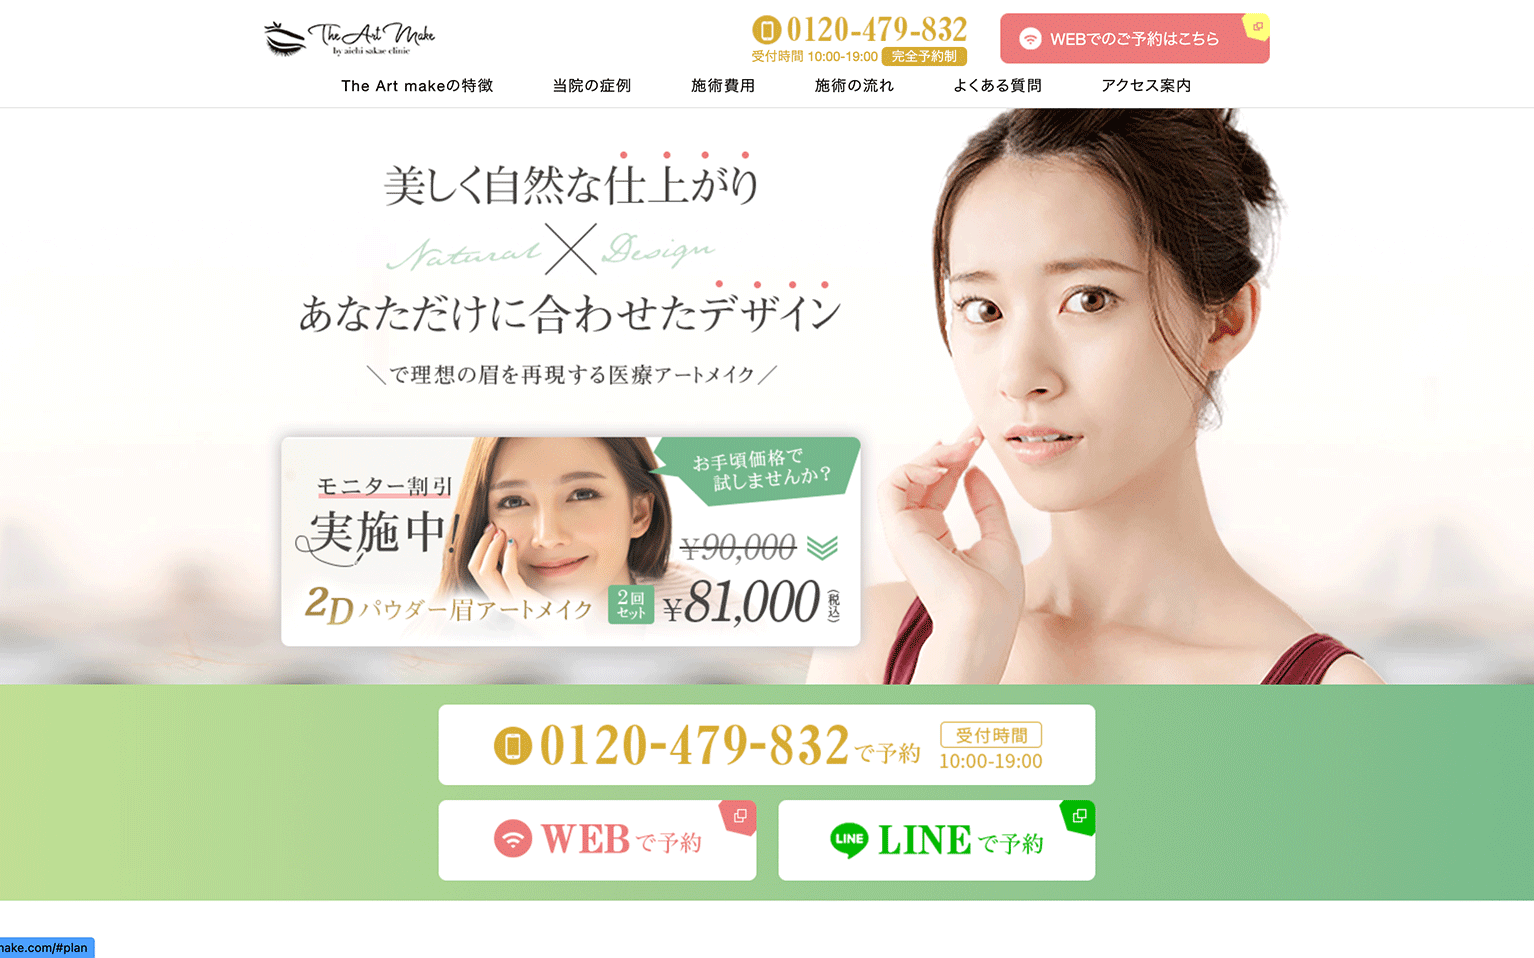 The Art Make
by aichi sakae clinic
0120-479-832
受付時間 10:00-19:00 完全予約制
WEBでのご予約はこちら
The Art makeの特徴 当院の症例 施術費用 施術の流れ よくある質問 アクセス案内
美しく自然な仕上がり
Natural Design
あなただけに合わせたデザイン
＼で理想の眉を再現する医療アートメイク／
お手頃価格で
試しませんか？
モニター割引
実施中!
¥90,000
2Dパウダー眉アートメイク
2回
セット
¥81,000(税込)
0120-479-832で予約
受付時間
10:00-19:00
WEBで予約
LINE
LINEで予約
make.com/#plan